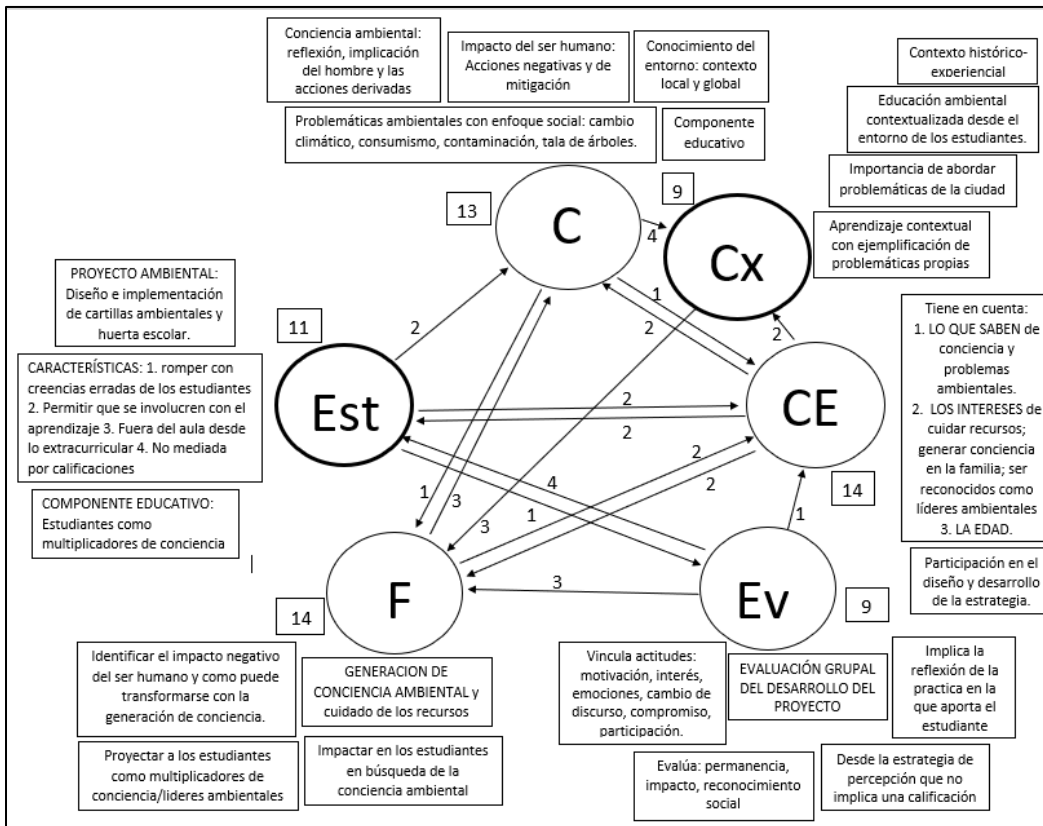 Conciencia ambiental:
reflexión, implicación
del hombre y las
acciones derivadas
Impacto del ser humano:
Acciones negativas y de
mitigación
Conocimiento del
entorno: contexto
local y global
Contexto histórico-
experiencial
Problemáticas ambientales con enfoque social: cambio
climático, consumismo, contaminación, tala de árboles.
Componente
educativo
Educación ambiental
contextualizada desde el
entorno de los estudiantes.
Importancia de abordar
problemáticas de la ciudad
Aprendizaje contextual
con ejemplificación de
problemáticas propias
13
C
9
4
Cx
PROYECTO AMBIENTAL:
Diseño e implementación
de cartillas ambientales y
huerta escolar.
CARACTERÍSTICAS: 1. romper con
creencias erradas de los estudiantes
2. Permitir que se involucren con el
aprendizaje 3. Fuera del aula desde
lo extracurricular 4. No mediada
por calificaciones
COMPONENTE EDUCATIVO:
Estudiantes como
multiplicadores de conciencia
11
Est
2
1
2
2
2
2
CE
14
Tiene en cuenta:
1. LO QUE SABEN de
conciencia y
problemas
ambientales.
2. LOS INTERESES de
cuidar recursos;
generar conciencia
en la familia; ser
reconocidos como
líderes ambientales
3. LA EDAD.
Participación en el
diseño y desarrollo
de la estrategia.
1
3
4
3
1
2
2
1
3
F
14
Ev
9
Identificar el impacto negativo
del ser humano y como puede
transformarse con la
generación de conciencia.
GENERACION DE
CONCIENCIA AMBIENTAL y
cuidado de los recursos
Proyectar a los estudiantes
como multiplicadores de
conciencia/lideres ambientales
Impactar en los estudiantes
en búsqueda de la
conciencia ambiental
Vincula actitudes:
motivación, interés,
emociones, cambio de
discurso, compromiso,
participación.
EVALUACIÓN GRUPAL
DEL DESARROLLO DEL
PROYECTO
Implica la
reflexión de la
practica en la
que aporta el
estudiante
Evalúa: permanencia,
impacto, reconocimiento
social
Desde la estrategia de
percepción que no
implica una calificación